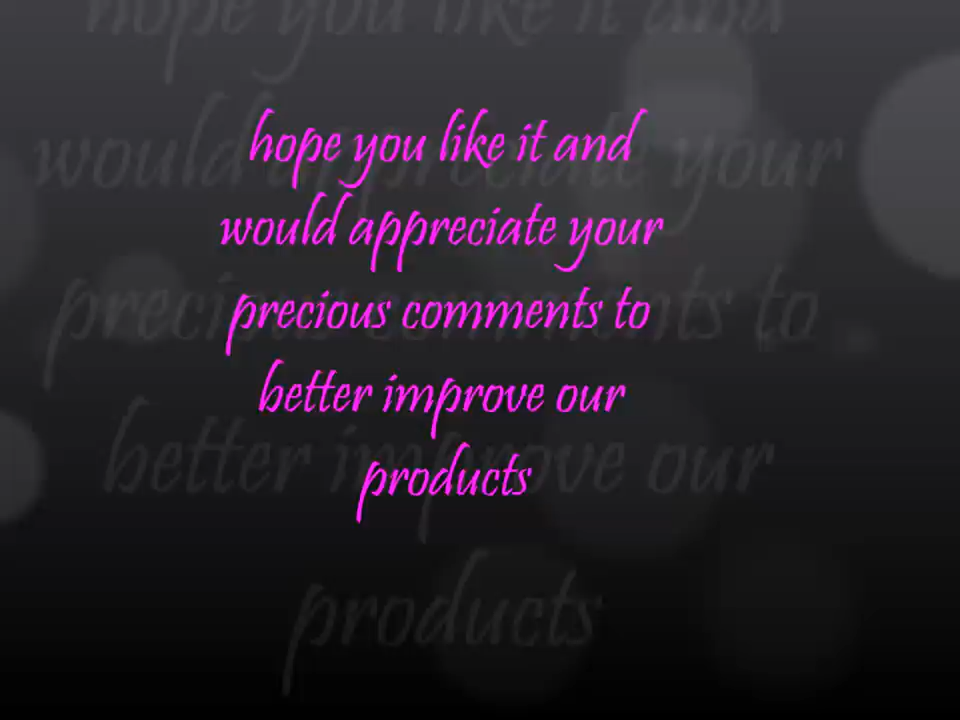 hope you like it and
would appreciate your
precious comments to
better improve our
products